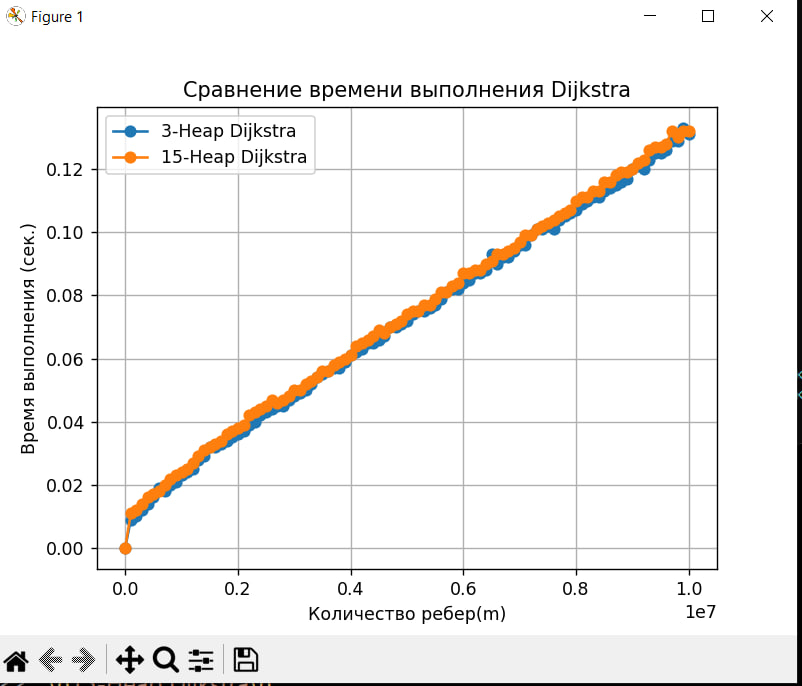 Figure 1
Сравнение времени выполнения Dijkstra
3-Heap Dijkstra
15-Heap Dijkstra
Время выполнения (сек.)
0.12
0.10
0.08
0.06
0.04
0.02
0.00
0.0 0.2 0.4 0.6 0.8 1.0
1e7
Количество ребер(m)